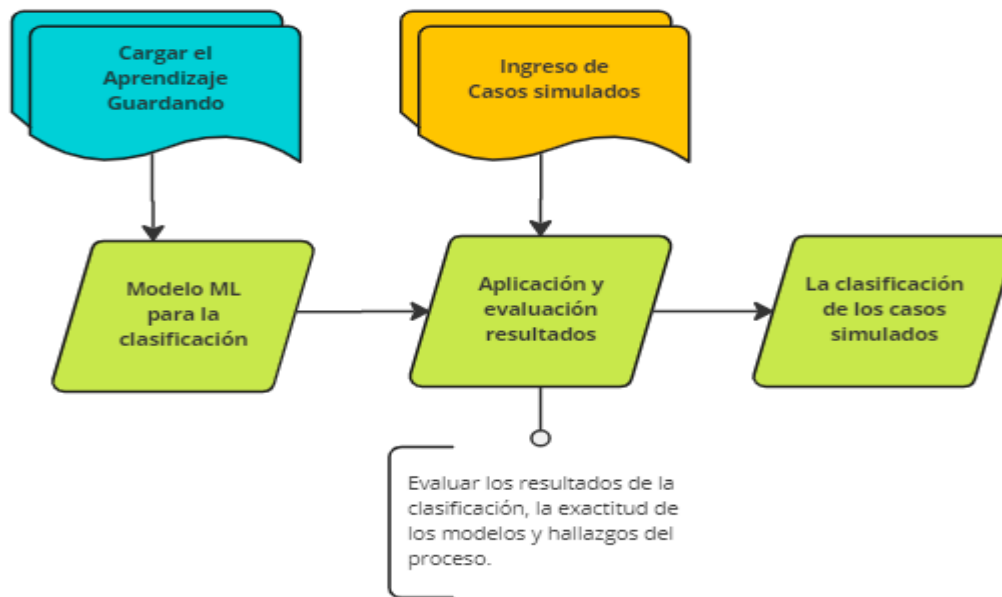 Cargar el
Aprendizaje
Guardando
Ingreso de
Casos simulados
Modelo ML
para la
clasificación
Aplicación y
evaluación
resultados
La clasificación
de los casos
simulados
Evaluar los resultados de la
clasificación, la exactitud de
los modelos y hallazgos del
proceso.